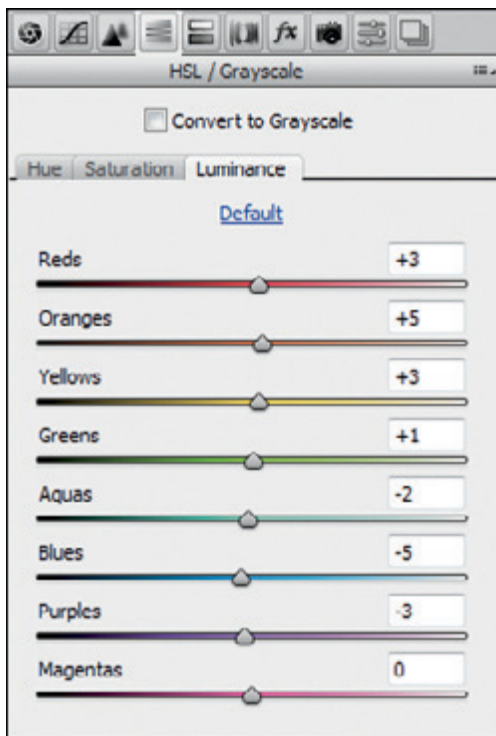 fx
HSL / Grayscale
Convert to Grayscale
Hue Saturation Luminance
Default
Reds +3
Oranges +5
Yellows +3
Greens +1
Aquas -2
Blues -5
Purples -3
Magentas 0